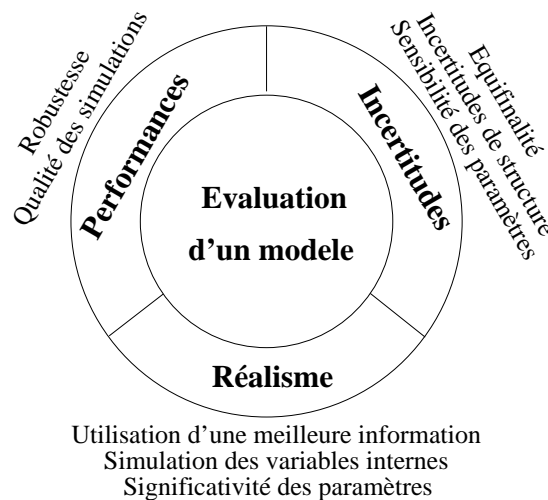 Robustesse
Qualité des simulations
Performances
Equifinalité
Incertitudes de structure
Sensibilité des paramètres
Incertitudes
Evaluation
d'un modele
Réalisme
Utilisation d'une meilleure information
Simulation des variables internes
Significativité des paramètres